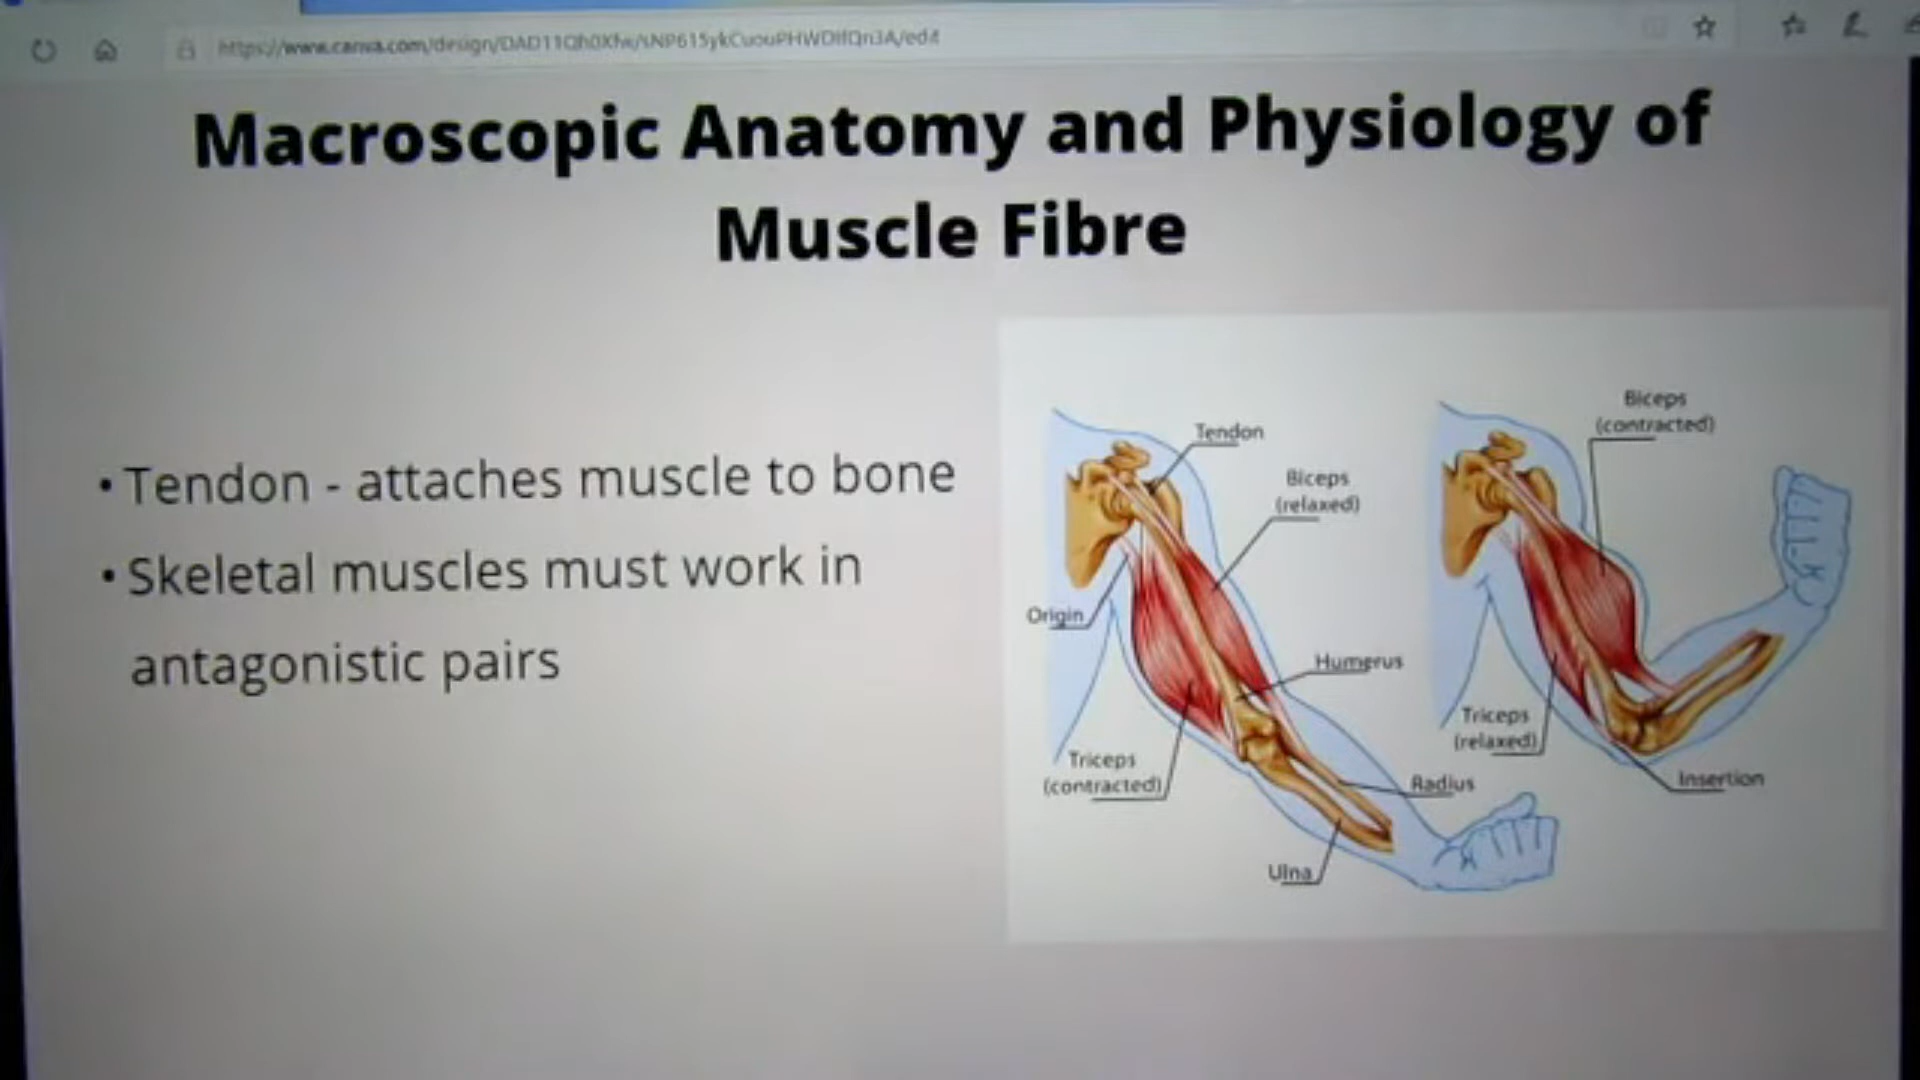 Macroscopic Anatomy and Physiology of
Muscle Fibre
• Tendon - attaches muscle to bone
• Skeletal muscles must work in
antagonistic pairs
Tendon
Biceps
(relaxed)
Origin
Humerus
Triceps
(contracted)
Radius
Ulna
Biceps
(contracted)
Triceps
(relaxed)
Insertion